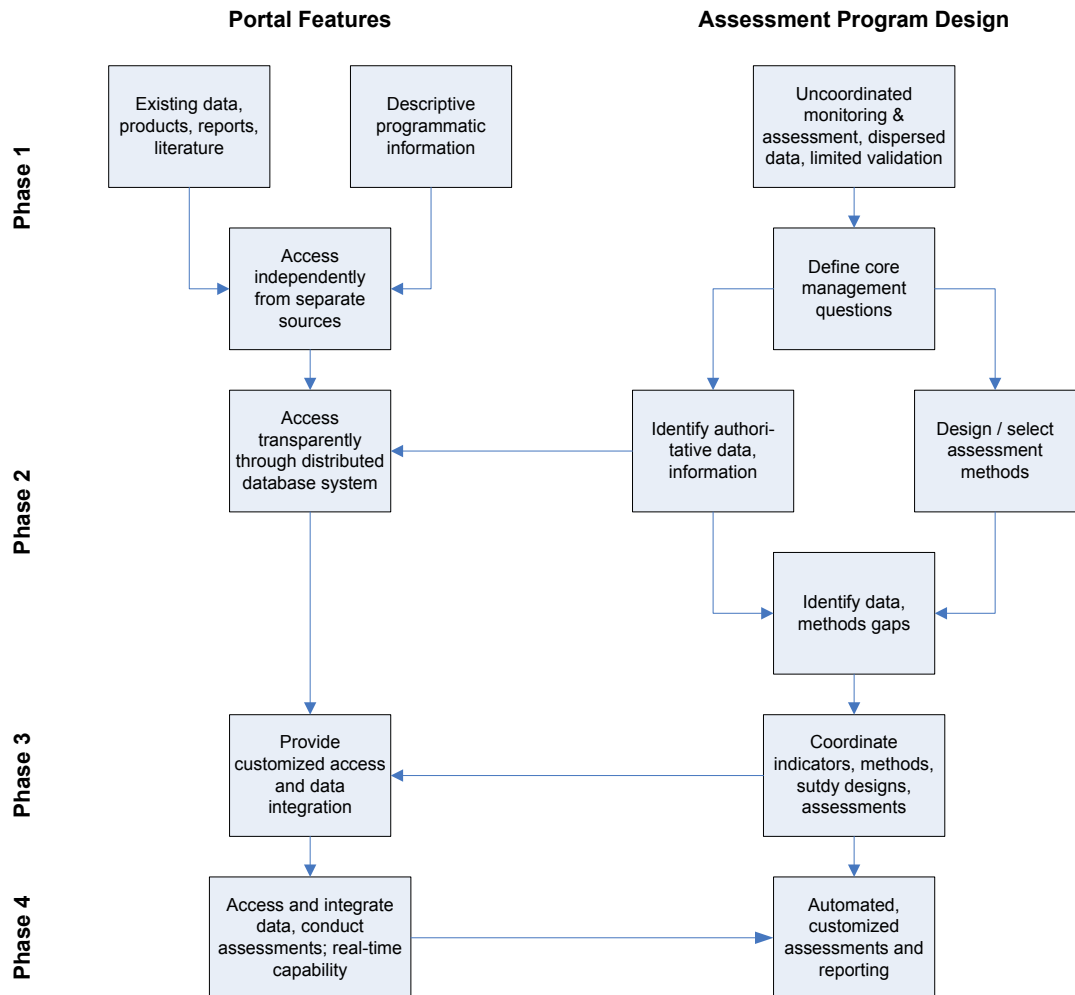 Portal Features
Assessment Program Design
Phase 1
Existing data,
products, reports,
literature
Descriptive
programmatic
information
Uncoordinated
monitoring &
assessment, dispersed
data, limited validation
Access
independently
from separate
sources
Define core
management
questions
Phase 2
Access
transparently
through distributed
database system
Identify authori-
tative data,
information
Design / select
assessment
methods
Identify data,
methods gaps
Phase 3
Provide
customized access
and data
integration
Coordinate
indicators, methods,
sutdy designs,
assessments
Phase 4
Access and integrate
data, conduct
assessments; real-time
capability
Automated,
customized
assessments and
reporting